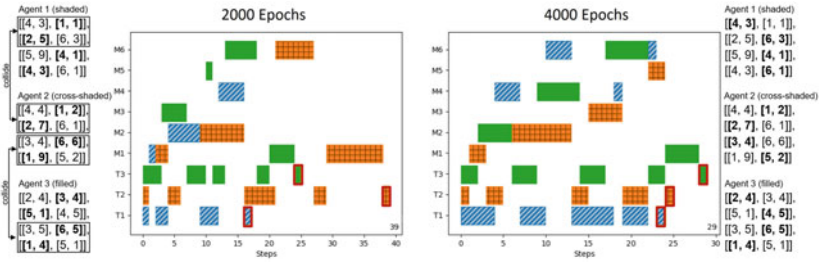 Agent 1 (shaded)
[[[4, 3], [1, 1]],
[[2, 5], [6, 3]],
[[5, 9], [4, 1]],
[[4, 3], [6, 1]]
collide
Agent 2 (cross-shaded)
[[[4, 4], [1, 2]],
[[2, 7], [6, 1]],
[[3, 4], [6, 6]],
[[1, 9], [5, 2]]
collide
Agent 3 (filled)
[[[2, 4], [3, 4]],
[[5, 1], [4, 5]],
[[3, 5], [6, 5]],
[[1, 4], [5, 1]]
2000 Epochs
M6
M5
M4
M3
M2
M1
T3
T2
T1
39
0 5 10 15 20 25 30 35 40
Steps
4000 Epochs
M6
M5
M4
M3
M2
M1
T3
T2
T1
29
0 5 10 15 20 25 30
Steps
Agent 1 (shaded)
[[[4, 3], [1, 1]],
[[2, 5], [6, 3]],
[[5, 9], [4, 1]],
[[4, 3], [6, 1]]
Agent 2 (cross-shaded)
[[[4, 4], [1, 2]],
[[2, 7], [6, 1]],
[[3, 4], [6, 6]],
[[1, 9], [5, 2]]
Agent 3 (filled)
[[[2, 4], [3, 4]],
[[5, 1], [4, 5]],
[[3, 5], [6, 5]],
[[1, 4], [5, 1]]